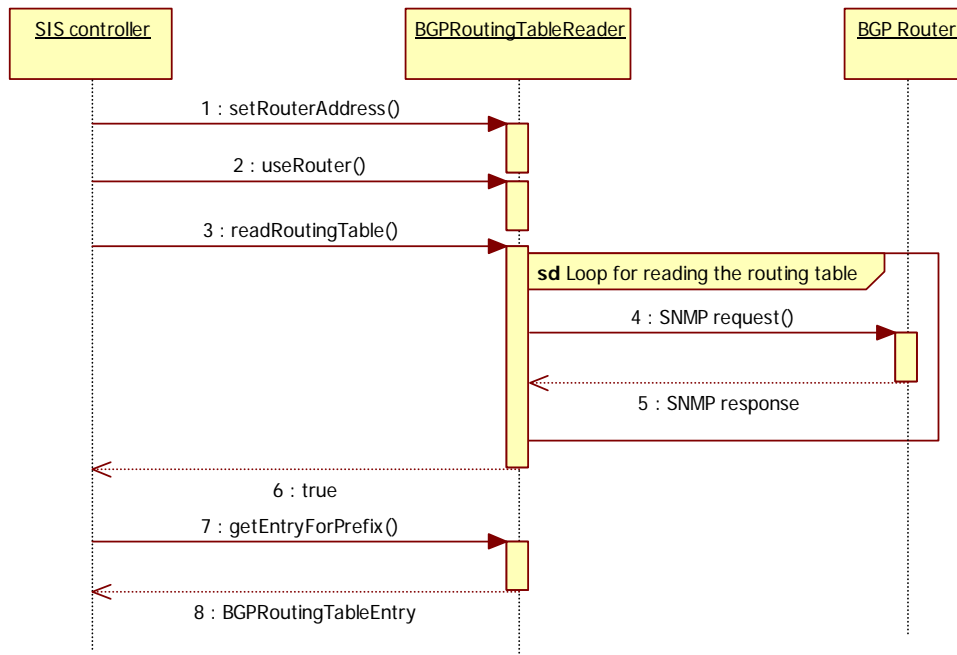 SIS controller
BGPRoutingTableReader
BGP Router
1 : setRouterAddress()
2 : useRouter()
3 : readRoutingTable()
sd Loop for reading the routing table
4 : SNMP request()
5 : SNMP response
6 : true
7 : getEntryForPrefix()
8 : BGPRoutingTableEntry